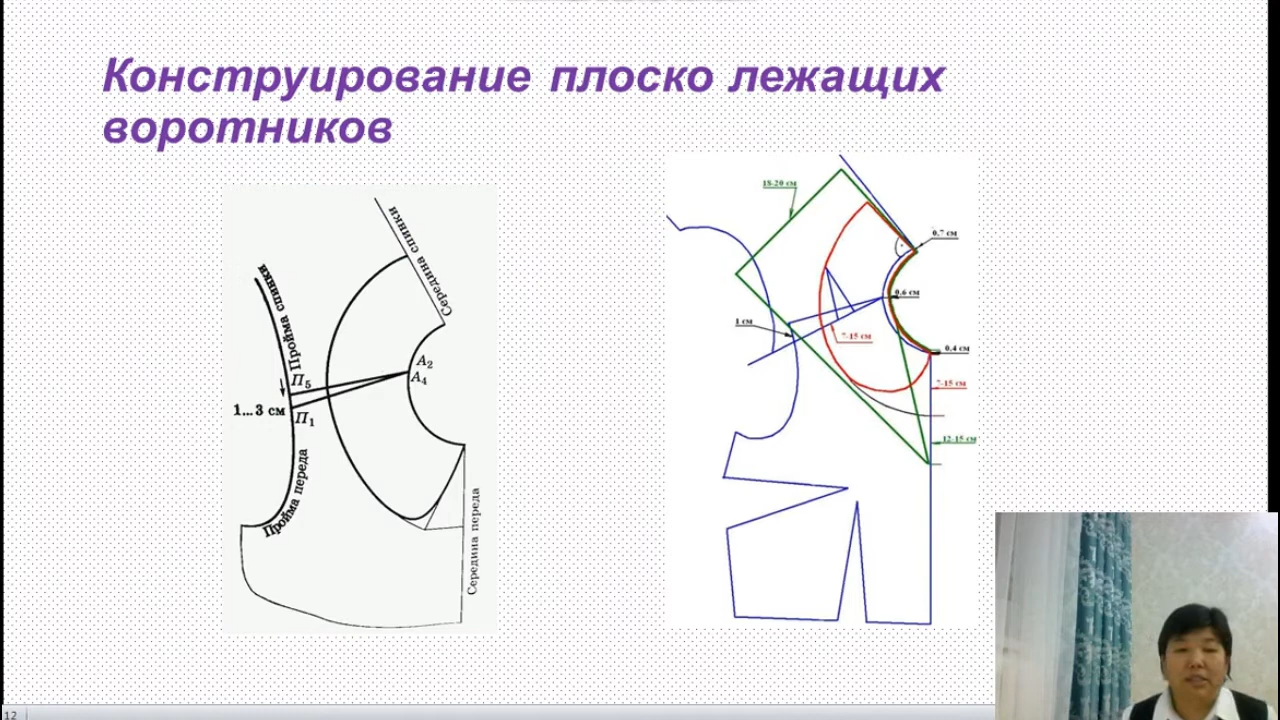 Конструирование плоско лежащих
воротников
Середина спинки
Пройма спинки
А2
А4
П5
1...3 см
П1
Пройма переда
Середина переда
18-20 см
0,7 см
0,6 см
1 см
7-15 см
0,4 см
7-15 см
12-15 см
12